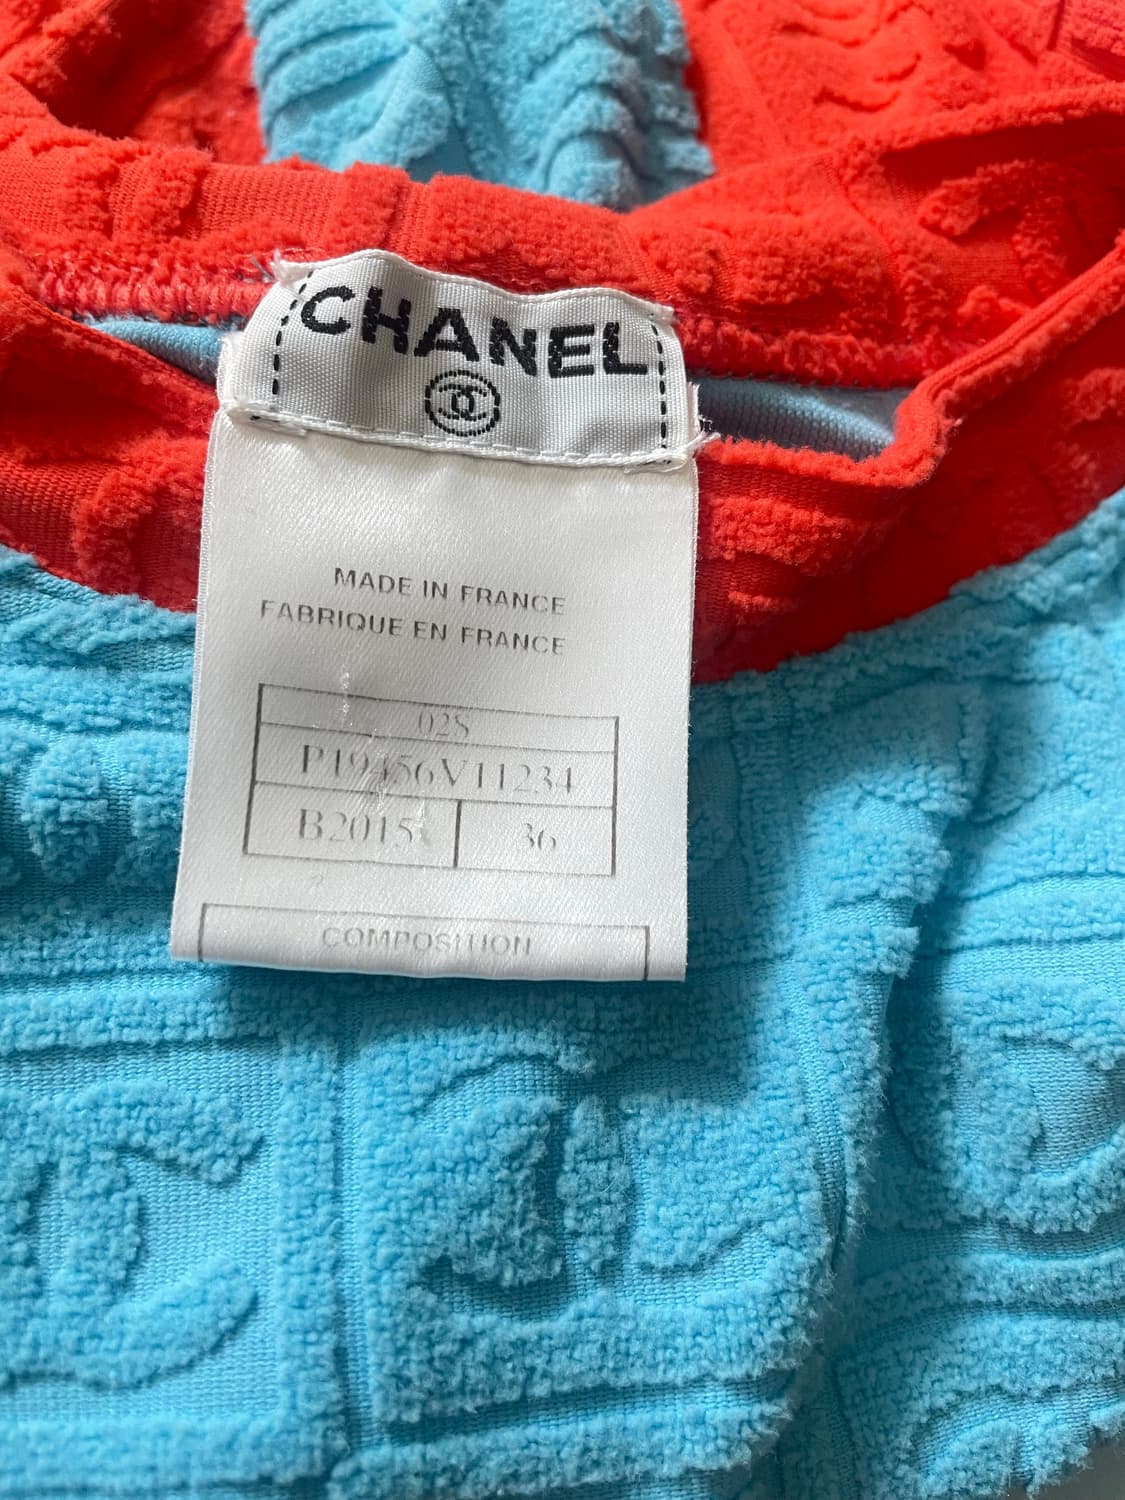 CHANEL
MADE IN FRANCE
FABRIQUE EN FRANCE
02S
P19456V11234
B2015
36
COMPOSITION